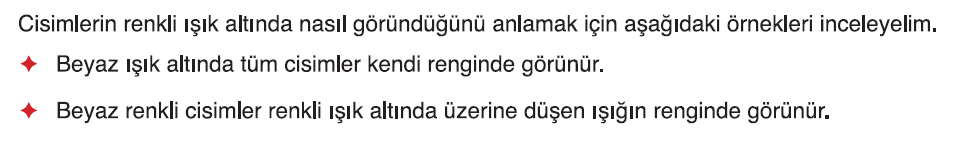 Cisimlerin renkli ışık altında nasıl göründüğünü anlamak için aşağıdaki örnekleri inceleyelim.
✦ Beyaz ışık altında tüm cisimler kendi renginde görünür.
✦ Beyaz renkli cisimler renkli ışık altında üzerine düşen ışığın renginde görünür.